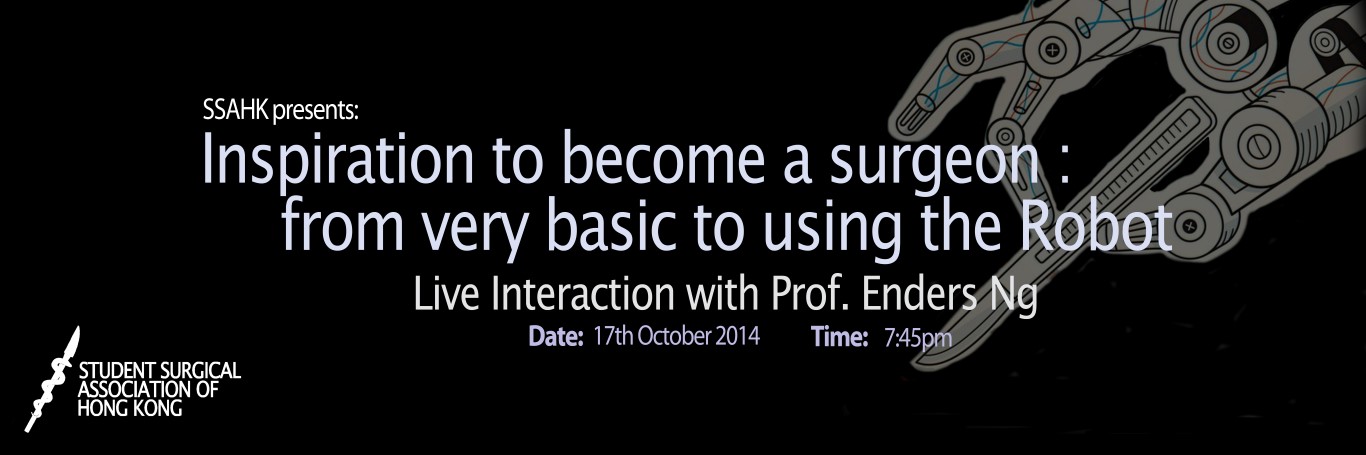 SSAHK presents:
Inspiration to become a surgeon :
from very basic to using the Robot
Live Interaction with Prof. Enders Ng
Date: 17th October 2014 Time: 7:45pm
STUDENT SURGICAL
ASSOCIATION OF
HONG KONG